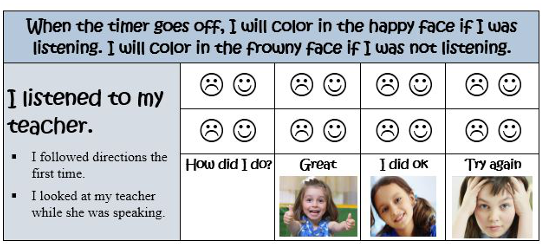 When the timer goes off, I will color in the happy face if I was
listening. I will color in the frowny face if I was not listening.
I listened to my
teacher.
▪ I followed directions the
first time.
▪ I looked at my teacher
while she was speaking.
How did I do?
Great
I did ok
Try again